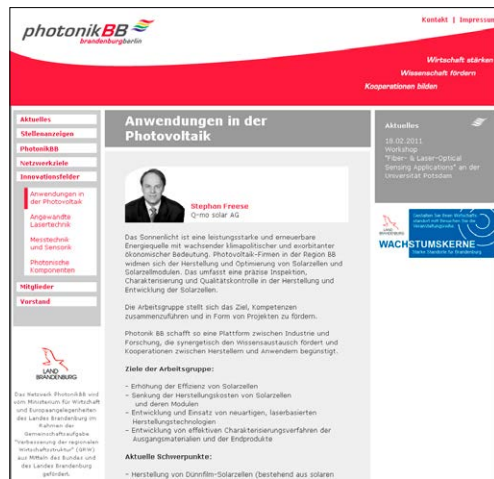 photonikBB
brandenburgberlin
Kontakt | Impressum
Wirtschaft stärken
Wissenschaft fördern
Kooperationen bilden
Aktuelles
Stellenanzeigen
PhotonikBB
Netzwerkziele
Innovationsfelder
Anwendungen in
der Photovoltaik
Angewandte
Lasertechnik
Messtechnik
und Sensorik
Photonische
Komponenten
Mitglieder
Vorstand
LAND
BRANDENBURG
Das Netzwerk PhotonikBB wird
vom Ministerium für Wirtschaft
und Europaangelegenheiten
des Landes Brandenburg im
Rahmen der
Gemeinschaftsaufgabe
"Verbesserung der regionalen
Wirtschaftsstruktur" (GRW)
aus Mitteln des Bundes und
des Landes Brandenburg
gefördert.
Anwendungen in der
Photovoltaik
Stephan Freese
Q-mo solar AG
Das Sonnenlicht ist eine leistungsstarke und erneuerbare
Energiequelle mit wachsender klimapolitischer und exorbitanter
ökonomischer Bedeutung. Photovoltaik-Firmen in der Region BB
widmen sich der Herstellung und Optimierung von Solarzellen und
Solarzellmodulen. Das umfasst eine präzise Inspektion,
Charakterisierung und Qualitätskontrolle in der Herstellung und
Entwicklung der Solarzellen.
Die Arbeitsgruppe stellt sich das Ziel, Kompetenzen
zusammenzuführen und in Form von Projekten zu fördern.
Photonik BB schafft so eine Plattform zwischen Industrie und
Forschung, die synergetisch den Wissensaustausch fördert und
Kooperationen zwischen Herstellern und Anwendern begünstigt.
Ziele der Arbeitsgruppe:
– Erhöhung der Effizienz von Solarzellen
– Senkung der Herstellungskosten von Solarzellen
und deren Modulen
– Entwicklung und Einsatz von neuartigen, laserbasierten
Herstellungstechnologien
– Entwicklung von effektiven Charakterisierungsverfahren der
Ausgangsmaterialien und der Endprodukte
Aktuelle Schwerpunkte:
– Herstellung von Dünnfilm-Solarzellen (bestehend aus solaren
Aktuelles
18.02.2011
Workshop
"Fiber- & Laser-Optical
Sensing Applications" an der
Universität Potsdam
WACHSTUMSKERNE
Starke Standorte für Brandenburg